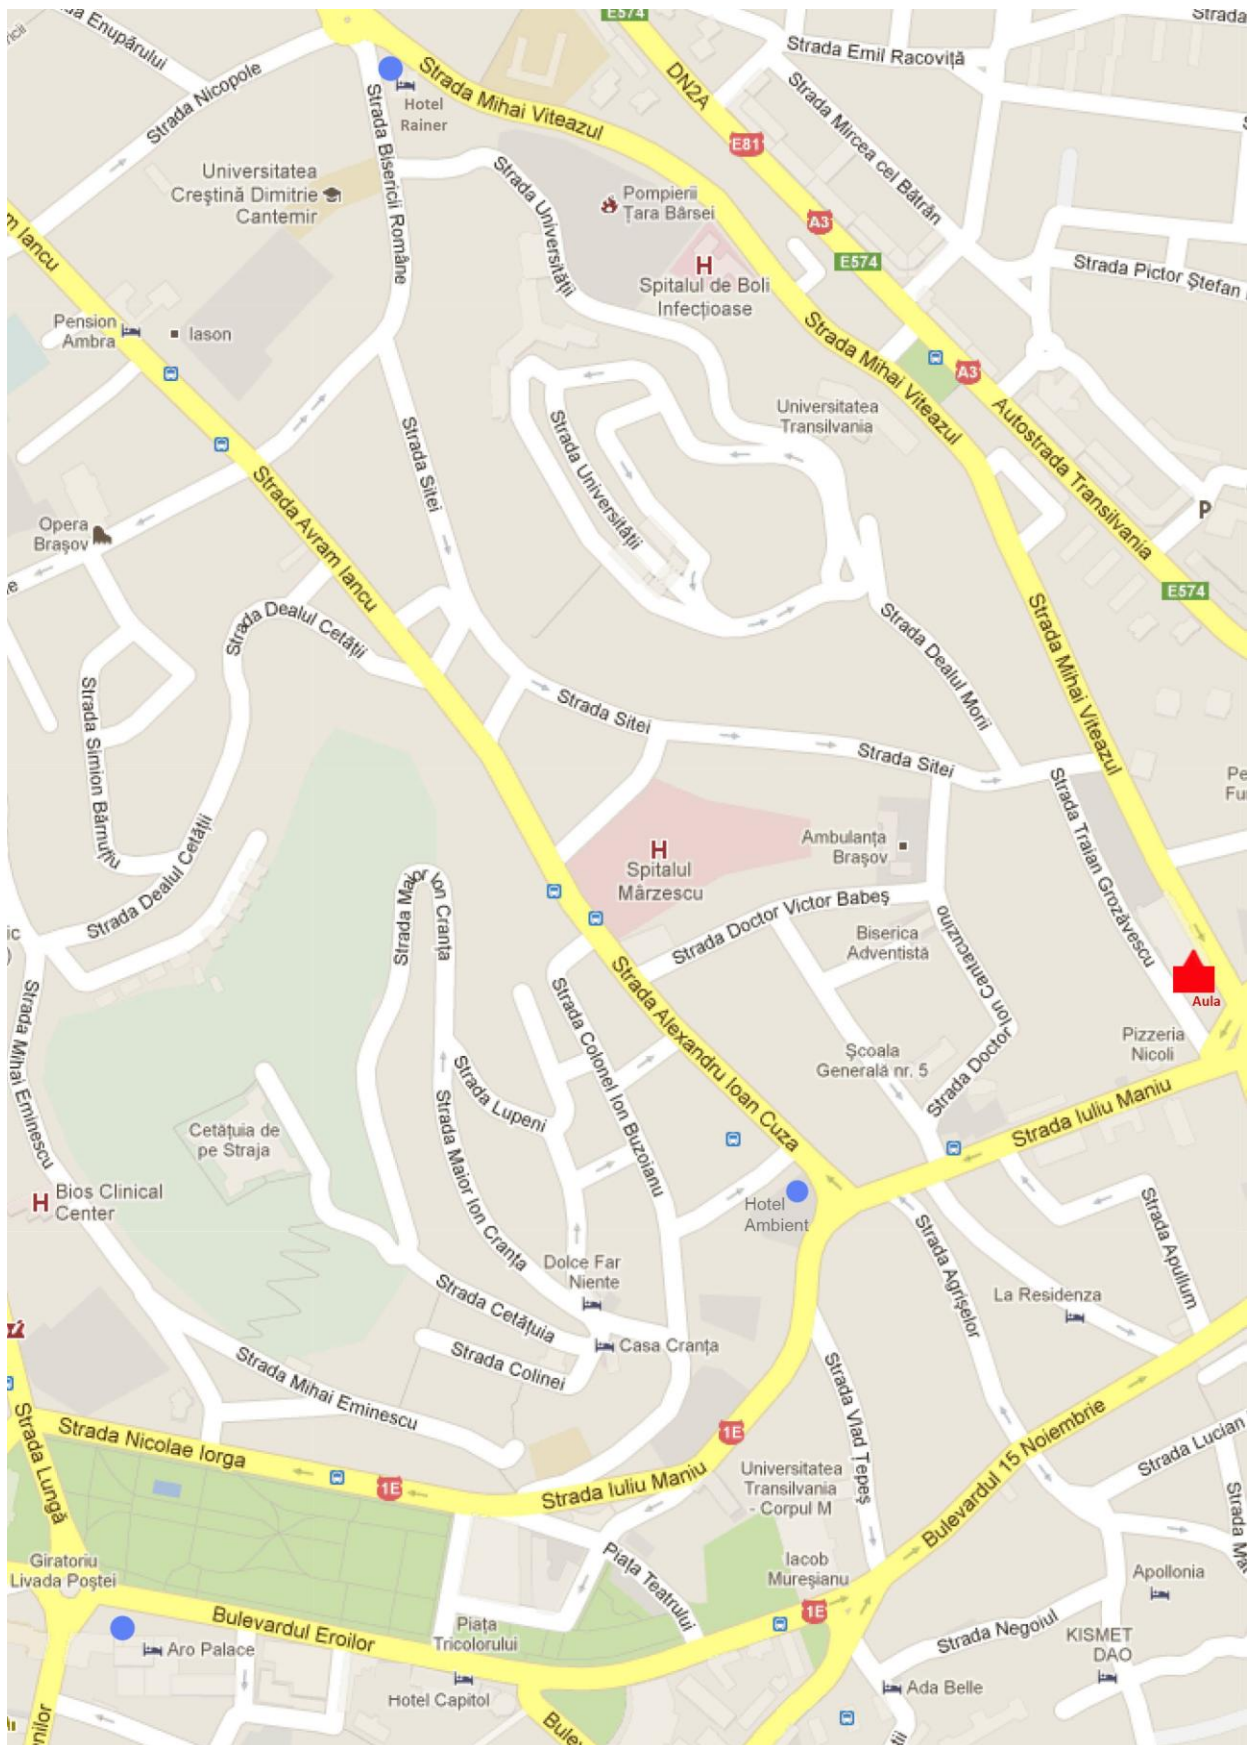 E574
Strada
Strada Enupărului
Strada Nicopole
Strada Bisericii Române
Hotel
Rainer
Strada Mihai Viteazul
DN2A
Strada Emil Racoviță
Strada Mircea cel Bătrân
E81
A3
E574
Universitatea
Creștină Dimitrie
Cantemir
Strada Universității
Pompierii
Țara Bârsei
H
Spitalul de Boli
Infecțioase
Strada Pictor Ștefan
m Iancu
Pension
Ambra
Iason
Strada Mihai Viteazul
A3
Universitatea
Transilvania
Autostrada Transilvania
P
E574
Strada Sitei
Strada Universității
Strada Avram Iancu
Opera
Brașov
Strada Dealul Cetății
Strada Dealul Morii
Strada Mihai Viteazul
Strada Simion Bărnuțiu
Strada Sitei
Strada Sitei
Strada Dealul Cetății
H
Spitalul
Mârzescu
Ambulanța
Brașov
Strada Traian Grozăvescu
Pe
Fu
Strada Maior Ion Cranța
Strada Doctor Victor Babeș
Biserica
Adventistă
Strada Doctor Ion Cantacuzino
ic
Strada Mihai Eminescu
Strada Alexandru Ioan Cuza
Strada Colonel Ion Buzoianu
Aula
Pizzeria
Nicoli
Școala
Generală nr. 5
Strada Lupeni
Strada Maior Ion Cranța
Strada Iuliu Maniu
Cetățuia de
pe Straja
H
Bios Clinical
Center
Hotel
Ambient
Strada Agrișelor
Strada Apullum
Dolce Far
Niente
La Residenza
Strada Cetățuia
Casa Cranța
Strada Colinei
Strada Mihai Eminescu
Strada Vlad Țepeș
Strada Lungă
Strada Nicolae Iorga
1E
Strada Iuliu Maniu
1E
Universitatea
Transilvania
- Corpul M
Bulevardul 15 Noiembrie
Strada Lucian
Strada
Giratoriu
Livada Poștei
Piața Teatrului
Iacob
Mureșianu
1E
Apollonia
Bulevardul Eroilor
Piața
Tricolorului
Strada Negoiul
KISMET
DAO
Aro Palace
Hotel Capitol
Ada Belle